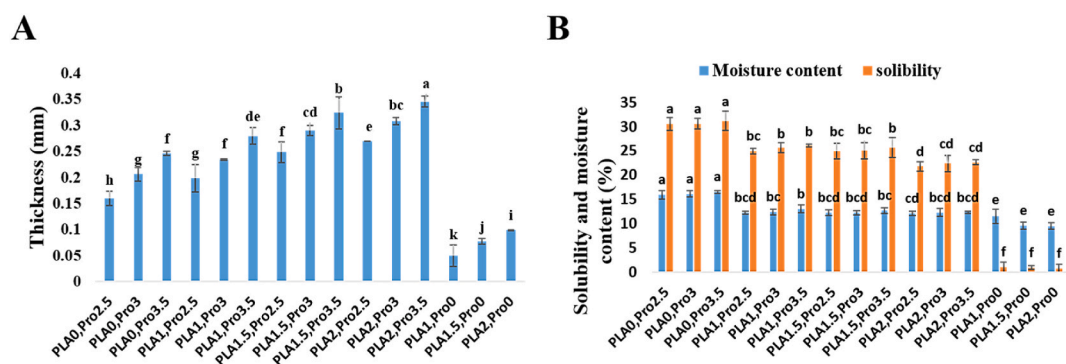 A
Thickness (mm)
0.4
0.35
0.3
0.25
0.2
0.15
0.1
0.05
0
h
g
f
g
f
de
f
cd
b
e
bc
a
k
j
i
PLA0,Pro2.5
PLA0,Pro3
PLA0,Pro3.5
PLA1,Pro2.5
PLA1,Pro3
PLA1,Pro3.5
PLA1.5,Pro2.5
PLA1.5,Pro3
PLA1.5,Pro3.5
PLA2,Pro2.5
PLA2,Pro3
PLA2,Pro3.5
PLA1,Pro0
PLA1.5,Pro0
PLA2,Pro0
B
Moisture content
solibility
Solubility and moisture
content (%)
35
30
25
20
15
10
5
0
a a a bc b b bc bc b d cd cd
a a a bcd bcd b bcd bcd bc cd bcd bcd e e e
f f f
PLA0,Pro2.5
PLA0,Pro3
PLA0,Pro3.5
PLA1,Pro2.5
PLA1,Pro3
PLA1,Pro3.5
PLA1.5,Pro2.5
PLA1.5,Pro3
PLA1.5,Pro3.5
PLA2,Pro2.5
PLA2,Pro3
PLA2,Pro3.5
PLA1,Pro0
PLA1.5,Pro0
PLA2,Pro0